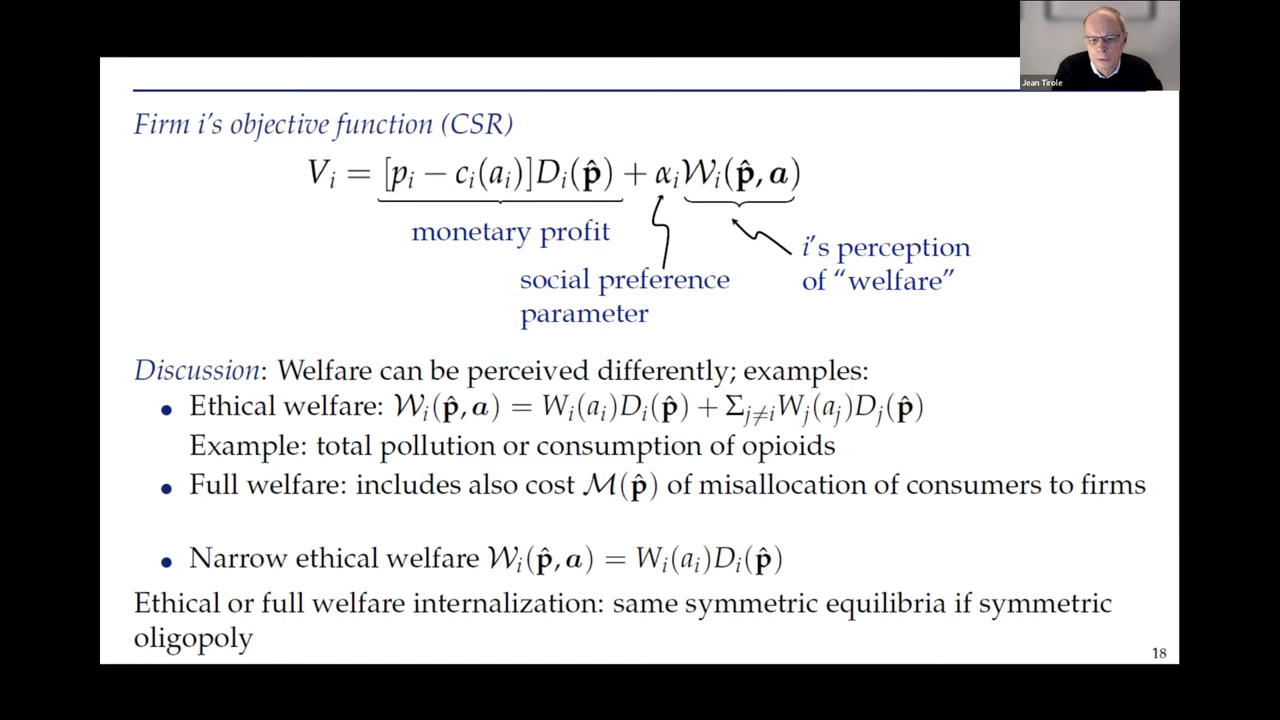 Jean Tirole
Firm i's objective function (CSR)
V_i = [p_i − c_i(a_i)]D_i(p̂) + α_i𝒲_i(p̂, a)
monetary profit
i's perception
of "welfare"
social preference
parameter
Discussion: Welfare can be perceived differently; examples:
• Ethical welfare: 𝒲_i(p̂, a) = W_i(a_i)D_i(p̂) + Σ_{j≠i}W_j(a_j)D_j(p̂)
Example: total pollution or consumption of opioids
• Full welfare: includes also cost ℳ(p̂) of misallocation of consumers to firms
• Narrow ethical welfare 𝒲_i(p̂, a) = W_i(a_i)D_i(p̂)
Ethical or full welfare internalization: same symmetric equilibria if symmetric
oligopoly
18